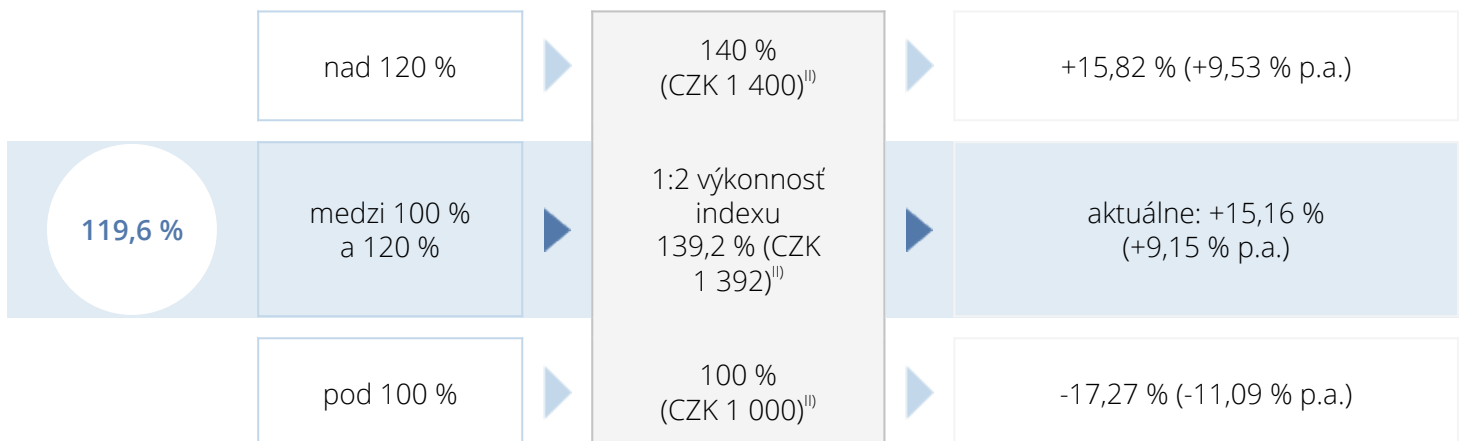 nad 120 %
140 %
(CZK 1 400)II)
+15,82 % (+9,53 % p.a.)
119,6 %
medzi 100 %
a 120 %
1:2 výkonnosť
indexu
139,2 % (CZK
1 392)II)
aktuálne: +15,16 %
(+9,15 % p.a.)
pod 100 %
100 %
(CZK 1 000)II)
-17,27 % (-11,09 % p.a.)